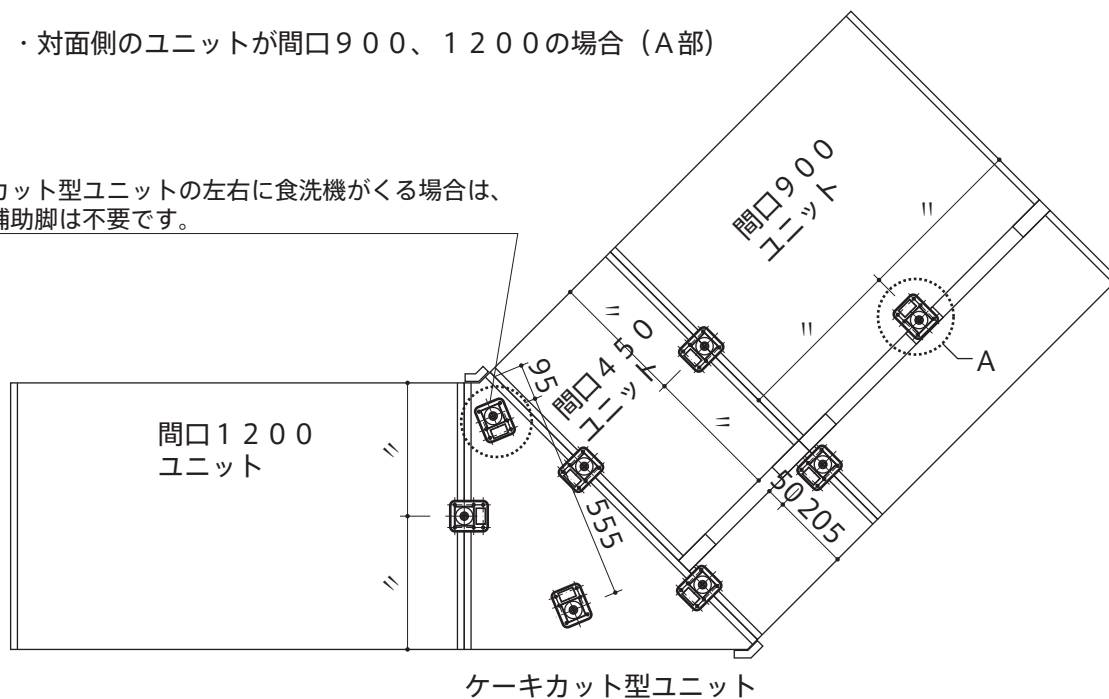 ・対面側のユニットが間口９００、１２００の場合（Ａ部）
カット型ユニットの左右に食洗機がくる場合は、
補助脚は不要です。
間口９００
ユニット
〃
〃
A
〃
〃
間口４５０
ユニット
95
555
50
205
間口１２００
ユニット
〃
〃
ケーキカット型ユニット